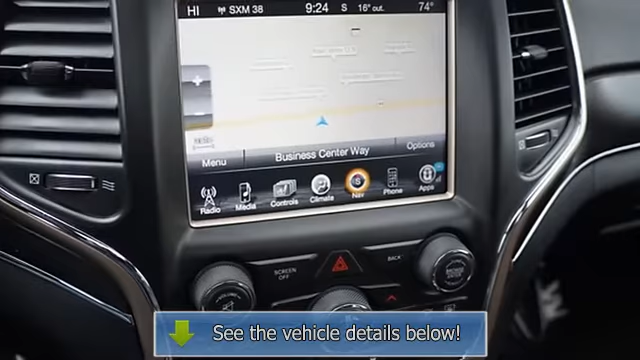 HI SXM 38 9:24 S 16° out 74°
Menu Business Center Way Options
Radio Media Controls Climate Nav Phone Apps
SCREEN OFF
BACK
See the vehicle details below!